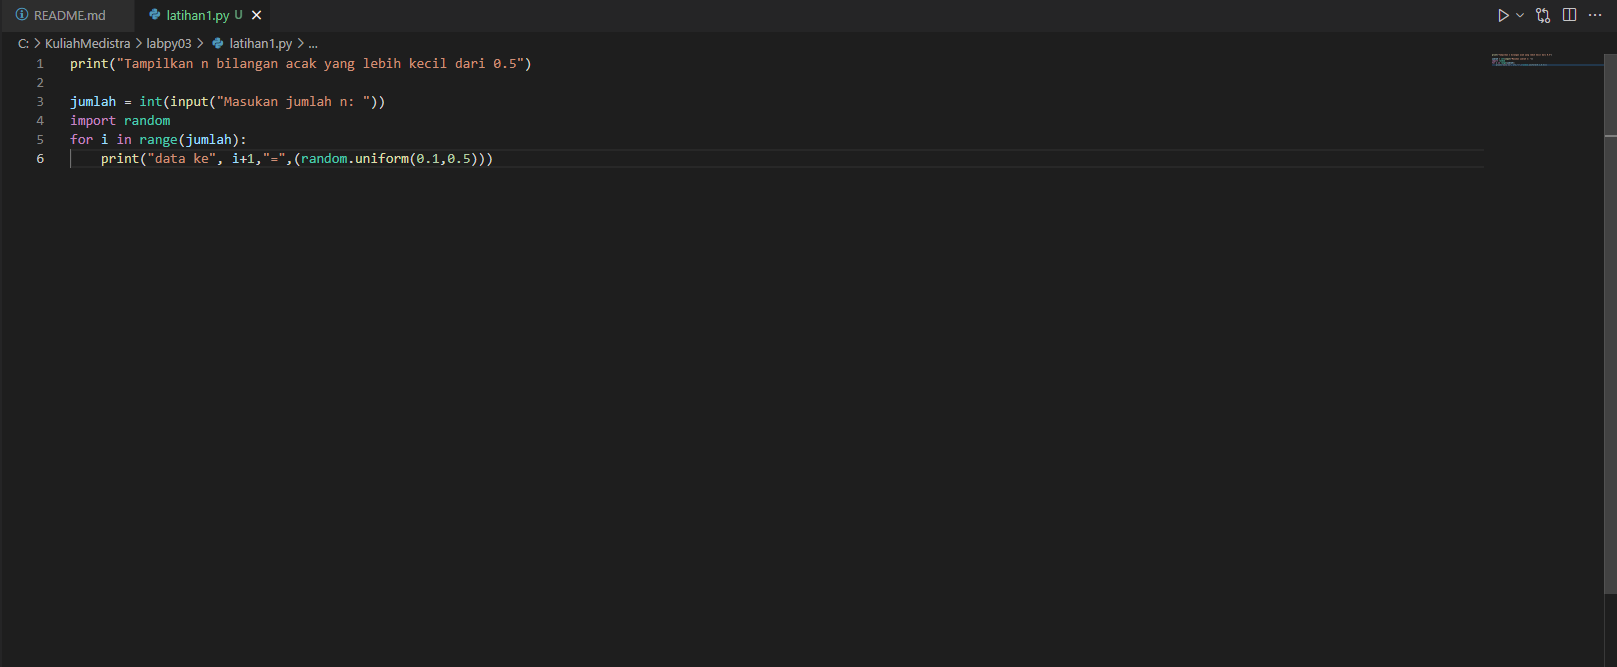 README.md latihan1.py U
C: > KuliahMedistra > labpy03 > latihan1.py > ...
1 print("Tampilkan n bilangan acak yang lebih kecil dari 0.5")
2
3 jumlah = int(input("Masukan jumlah n: "))
4 import random
5 for i in range(jumlah):
6     print("data ke", i+1,"=",(random.uniform(0.1,0.5)))